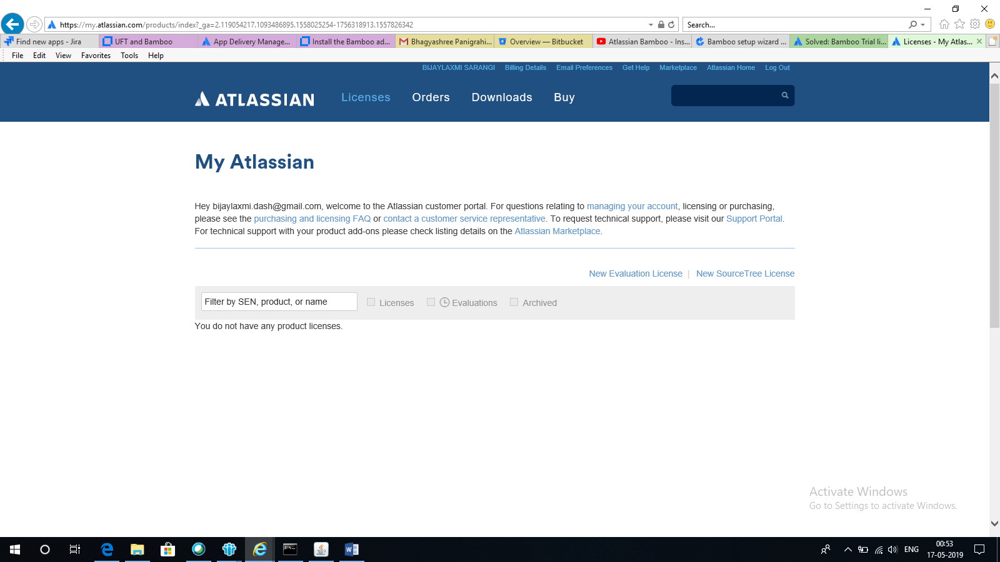 https://my.atlassian.com/products/index?_ga=2.119054217.1093486895.1558025254-1756318913.1557826342
Search...
Find new apps - Jira
UFT and Bamboo
App Delivery Manage...
Install the Bamboo ad...
Bhagyashree Panigrahi...
Overview — Bitbucket
Atlassian Bamboo - Ins...
Bamboo setup wizard ...
Solved: Bamboo Trial li...
Licenses - My Atlas...
File Edit View Favorites Tools Help
BIJAYLAXMI SARANGI Billing Details Email Preferences Get Help Marketplace Atlassian Home Log Out
ATLASSIAN Licenses Orders Downloads Buy
My Atlassian
Hey bijaylaxmi.dash@gmail.com, welcome to the Atlassian customer portal. For questions relating to managing your account, licensing or purchasing,
please see the purchasing and licensing FAQ or contact a customer service representative. To request technical support, please visit our Support Portal.
For technical support with your product add-ons please check listing details on the Atlassian Marketplace.
New Evaluation License | New SourceTree License
Filter by SEN, product, or name Licenses Evaluations Archived
You do not have any product licenses.
Activate Windows
Go to Settings to activate Windows.
ENG
00:53
17-05-2019